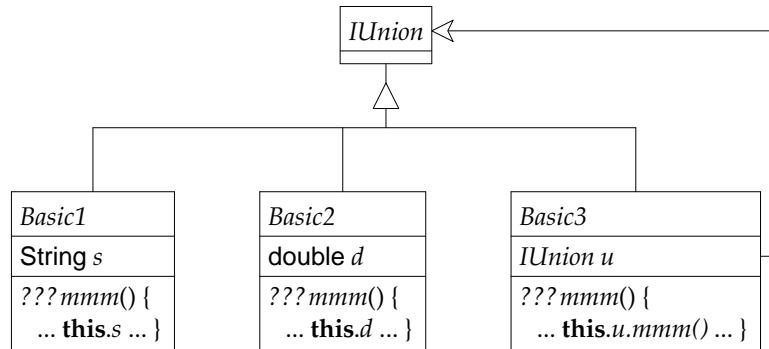 IUnion
Basic1
String s
??? mmm() {
... this.s ... }
Basic2
double d
??? mmm() {
... this.d ... }
Basic3
IUnion u
??? mmm() {
... this.u.mmm() ... }